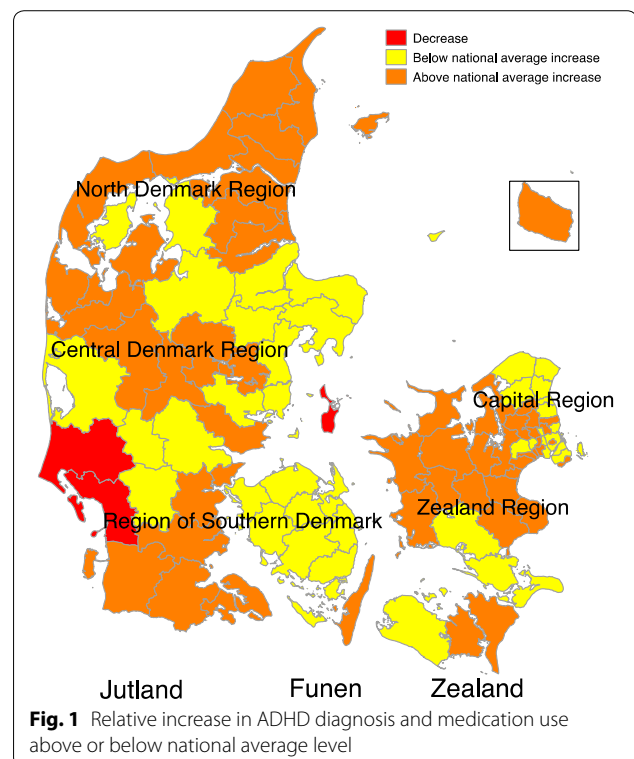 Decrease
Below national average increase
Above national average increase
North Denmark Region
Central Denmark Region
Capital Region
Zealand Region
Region of Southern Denmark
Jutland
Funen
Zealand
Fig. 1 Relative increase in ADHD diagnosis and medication use
above or below national average level